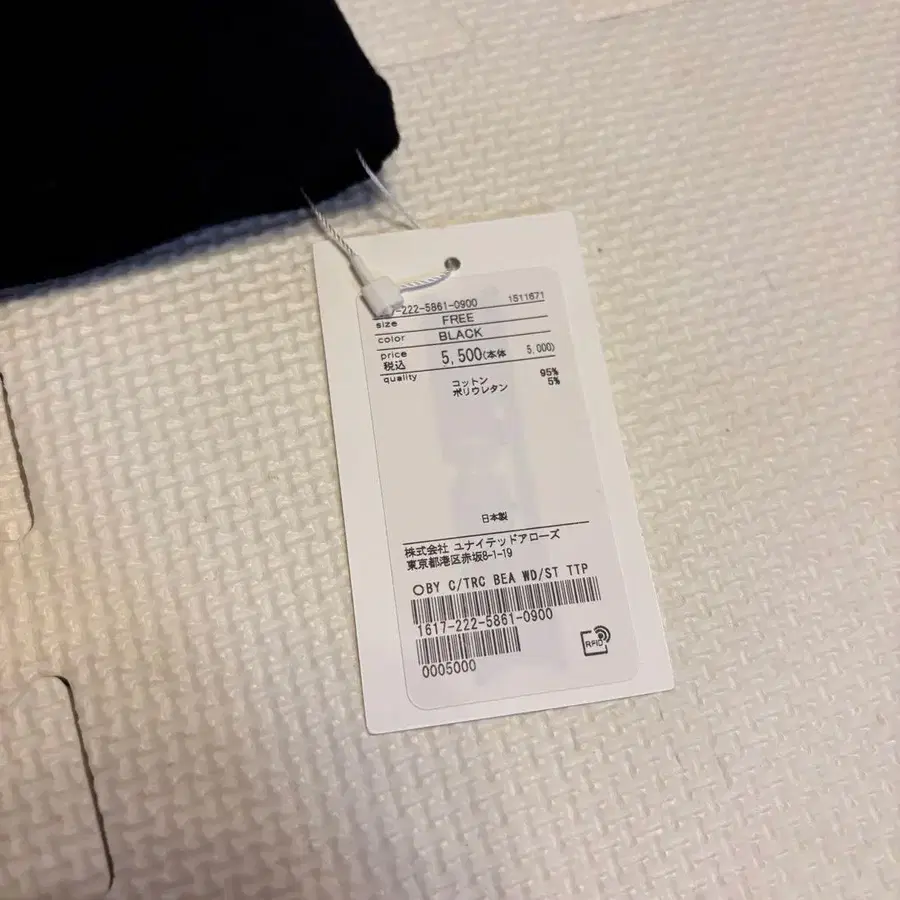 7-222-5861-0900 1511671
size FREE
color BLACK
price 税込 5,500(本体 5,000)
quality
コットン 95%
ポリウレタン 5%
日本製
株式会社 ユナイテッドアローズ
東京都港区赤坂8-1-19
○BY C/TRC BEA WD/ST TTP
1617-222-5861-0900
0005000
RFID